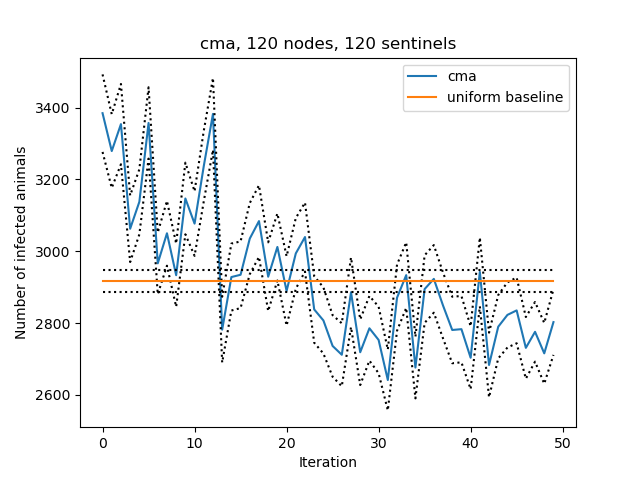 cma, 120 nodes, 120 sentinels
cma
uniform baseline
Number of infected animals
3400
3200
3000
2800
2600
0
10
20
30
40
50
Iteration